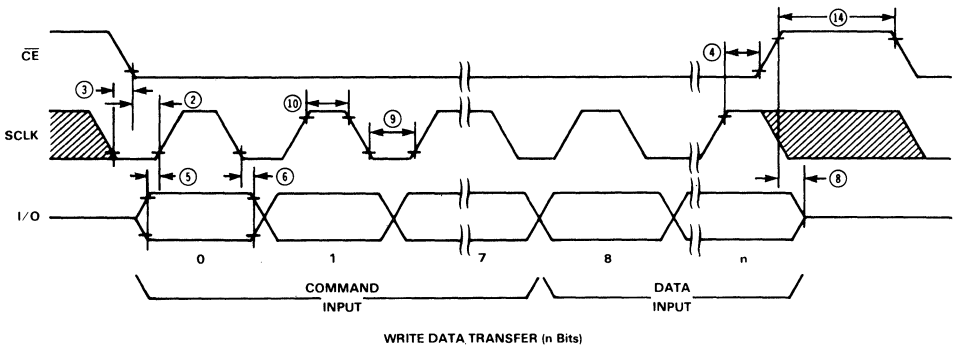 ⑭
CE
④
③
②
⑩
⑨
SCLK
⑤
⑥
⑧
I/O
0 1 7 8 n
COMMAND INPUT
DATA INPUT
WRITE DATA TRANSFER (n Bits)